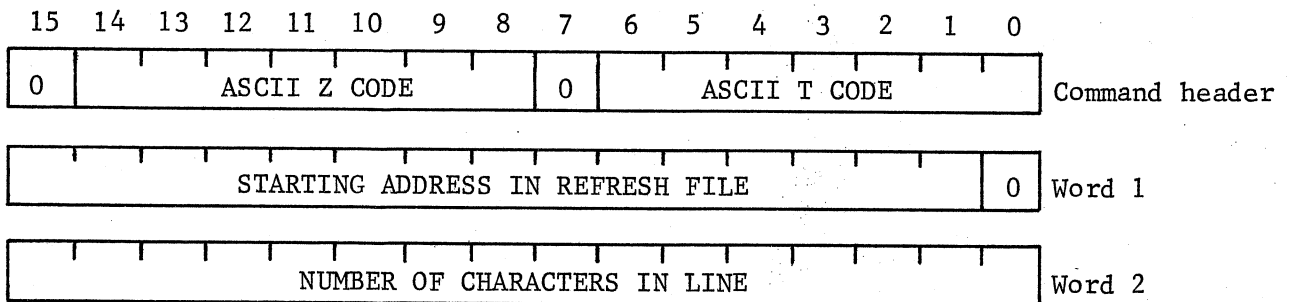 15 14 13 12 11 10 9 8 7 6 5 4 3 2 1 0
0 ASCII Z CODE 0 ASCII T CODE Command header
STARTING ADDRESS IN REFRESH FILE 0 Word 1
NUMBER OF CHARACTERS IN LINE Word 2